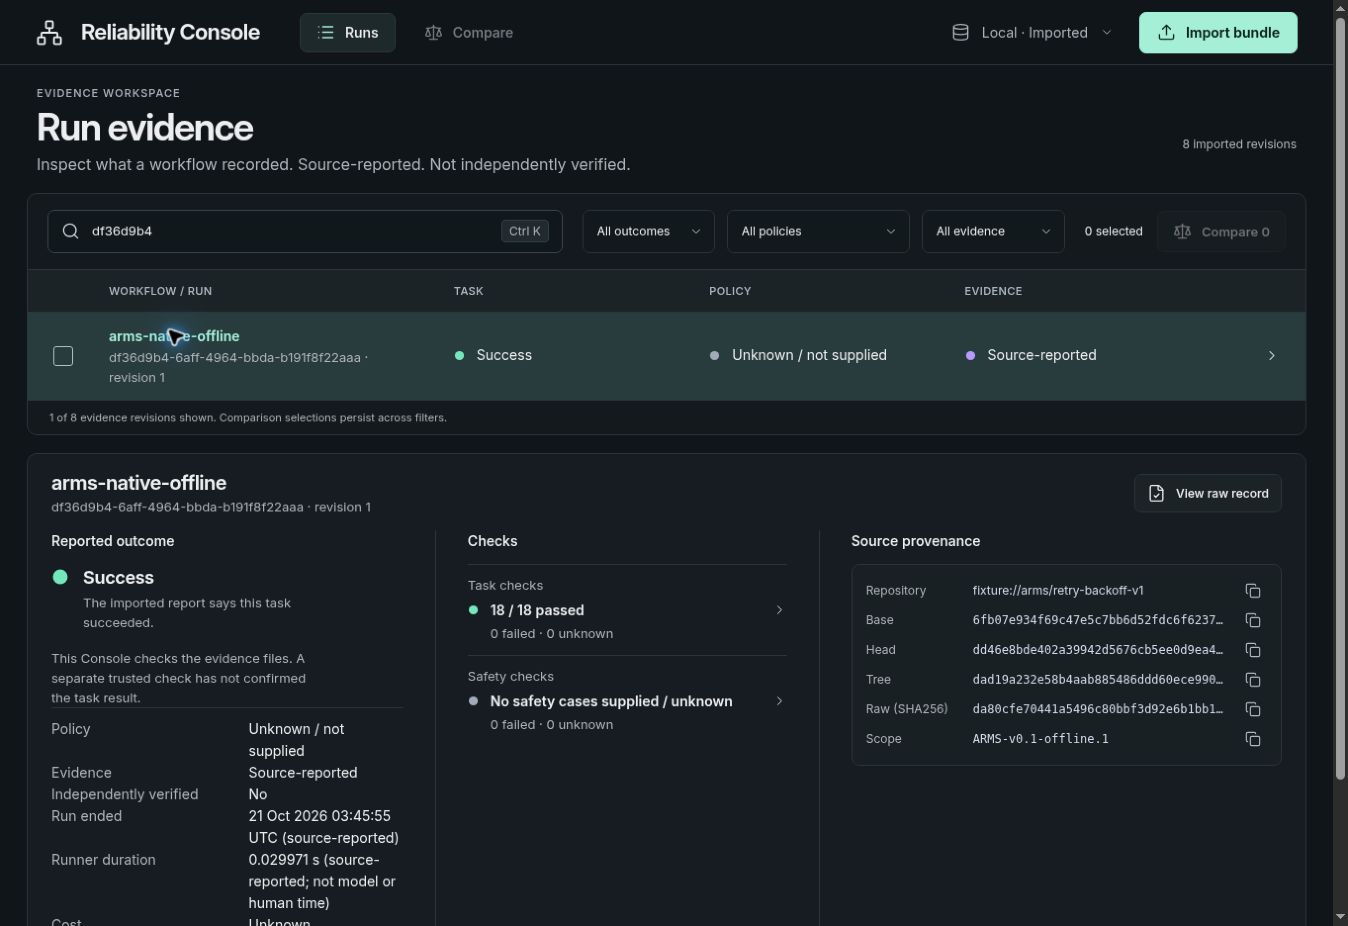 Reliability Console
Runs
Compare
Local · Imported
Import bundle
EVIDENCE WORKSPACE
Run evidence
Inspect what a workflow recorded. Source-reported. Not independently verified.
8 imported revisions
df36d9b4
Ctrl K
All outcomes
All policies
All evidence
0 selected
Compare 0
WORKFLOW / RUN
TASK
POLICY
EVIDENCE
arms-native-offline
df36d9b4-6aff-4964-bbda-b191f8f22aaa ·
revision 1
Success
Unknown / not supplied
Source-reported
1 of 8 evidence revisions shown. Comparison selections persist across filters.
arms-native-offline
df36d9b4-6aff-4964-bbda-b191f8f22aaa · revision 1
View raw record
Reported outcome
Success
The imported report says this task
succeeded.
This Console checks the evidence files. A
separate trusted check has not confirmed
the task result.
Policy
Unknown / not
supplied
Evidence
Source-reported
Independently verified
No
Run ended
21 Oct 2026 03:45:55
UTC (source-reported)
Runner duration
0.029971 s (source-
reported; not model or
human time)
Cost
Unknown
Checks
Task checks
18 / 18 passed
0 failed · 0 unknown
Safety checks
No safety cases supplied / unknown
0 failed · 0 unknown
Source provenance
Repository
fixture://arms/retry-backoff-v1
Base
6fb07e934f69c47e5c7bb6d52fdc6f6237…
Head
dd46e8bde402a39942d5676cb5ee0d9ea4…
Tree
dad19a232e58b4aab885486ddd60ece990…
Raw (SHA256)
da80cfe70441a5496c80bbf3d92e6b1bb1…
Scope
ARMS-v0.1-offline.1